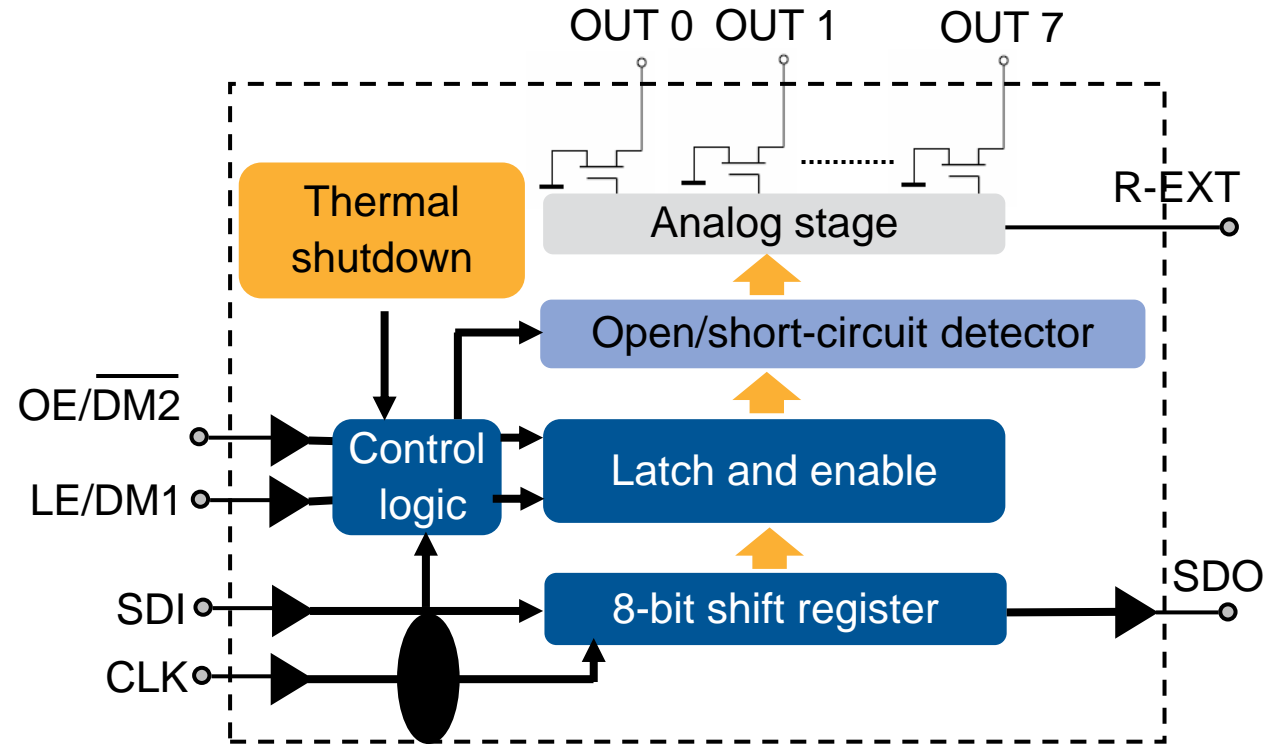 OUT 0 OUT 1 OUT 7
Thermal
shutdown
Analog stage
R-EXT
Open/short-circuit detector
OE/D̅M̅2̅
Control
logic
Latch and enable
LE/DM1
SDI
8-bit shift register
SDO
CLK